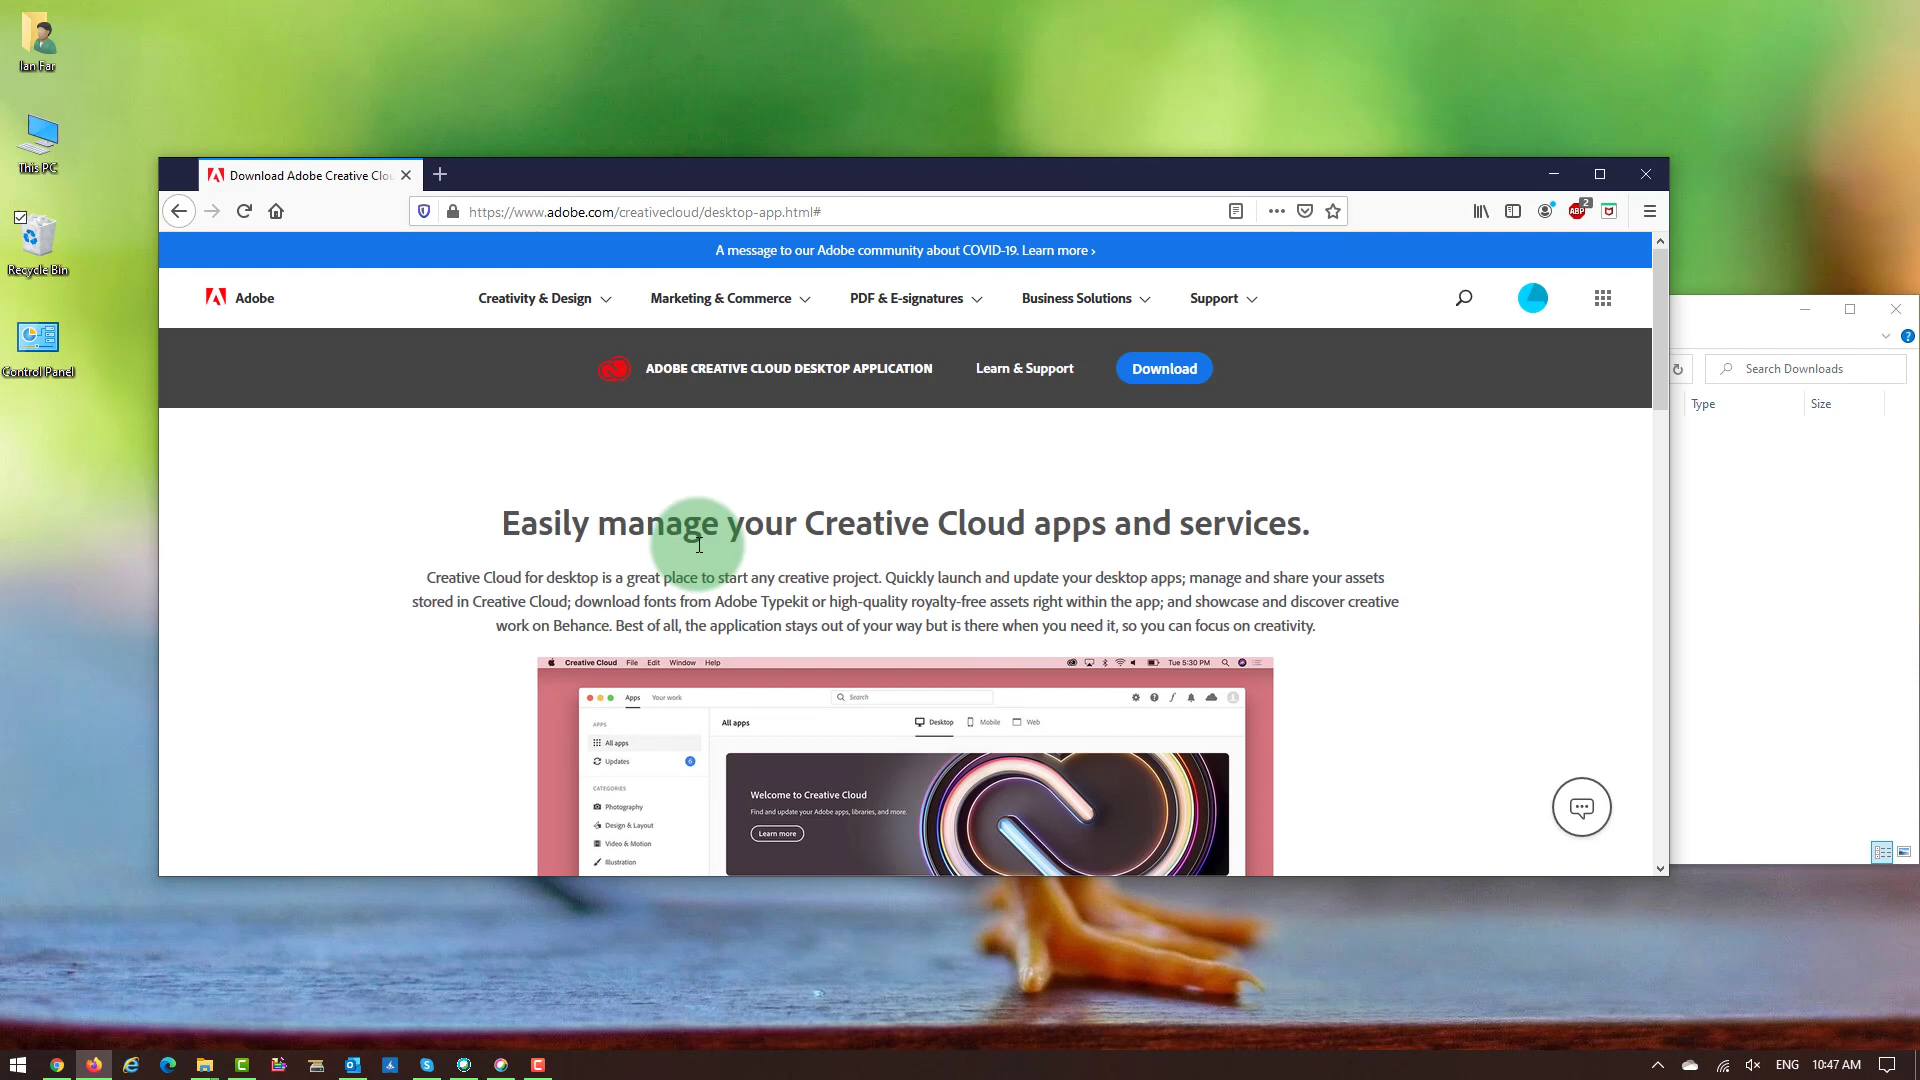 Ian Far
This PC
Recycle Bin
Control Panel
Download Adobe Creative Clou
https://www.adobe.com/creativecloud/desktop-app.html#
ABP
2
A message to our Adobe community about COVID-19. Learn more ›
Adobe
Creativity & Design
Marketing & Commerce
PDF & E-signatures
Business Solutions
Support
ADOBE CREATIVE CLOUD DESKTOP APPLICATION
Learn & Support
Download
Search Downloads
Type
Size
Easily manage your Creative Cloud apps and services.
Creative Cloud for desktop is a great place to start any creative project. Quickly launch and update your desktop apps; manage and share your assets
stored in Creative Cloud; download fonts from Adobe Typekit or high-quality royalty-free assets right within the app; and showcase and discover creative
work on Behance. Best of all, the application stays out of your way but is there when you need it, so you can focus on creativity.
Creative Cloud File Edit Window Help
Tue 5:30 PM
Apps
Your work
Search
APPS
All apps
Updates
6
CATEGORIES
Photography
Design & Layout
Video & Motion
Illustration
All apps
Desktop
Mobile
Web
Welcome to Creative Cloud
Find and update your Adobe apps, libraries, and more.
Learn more
ENG
10:47 AM